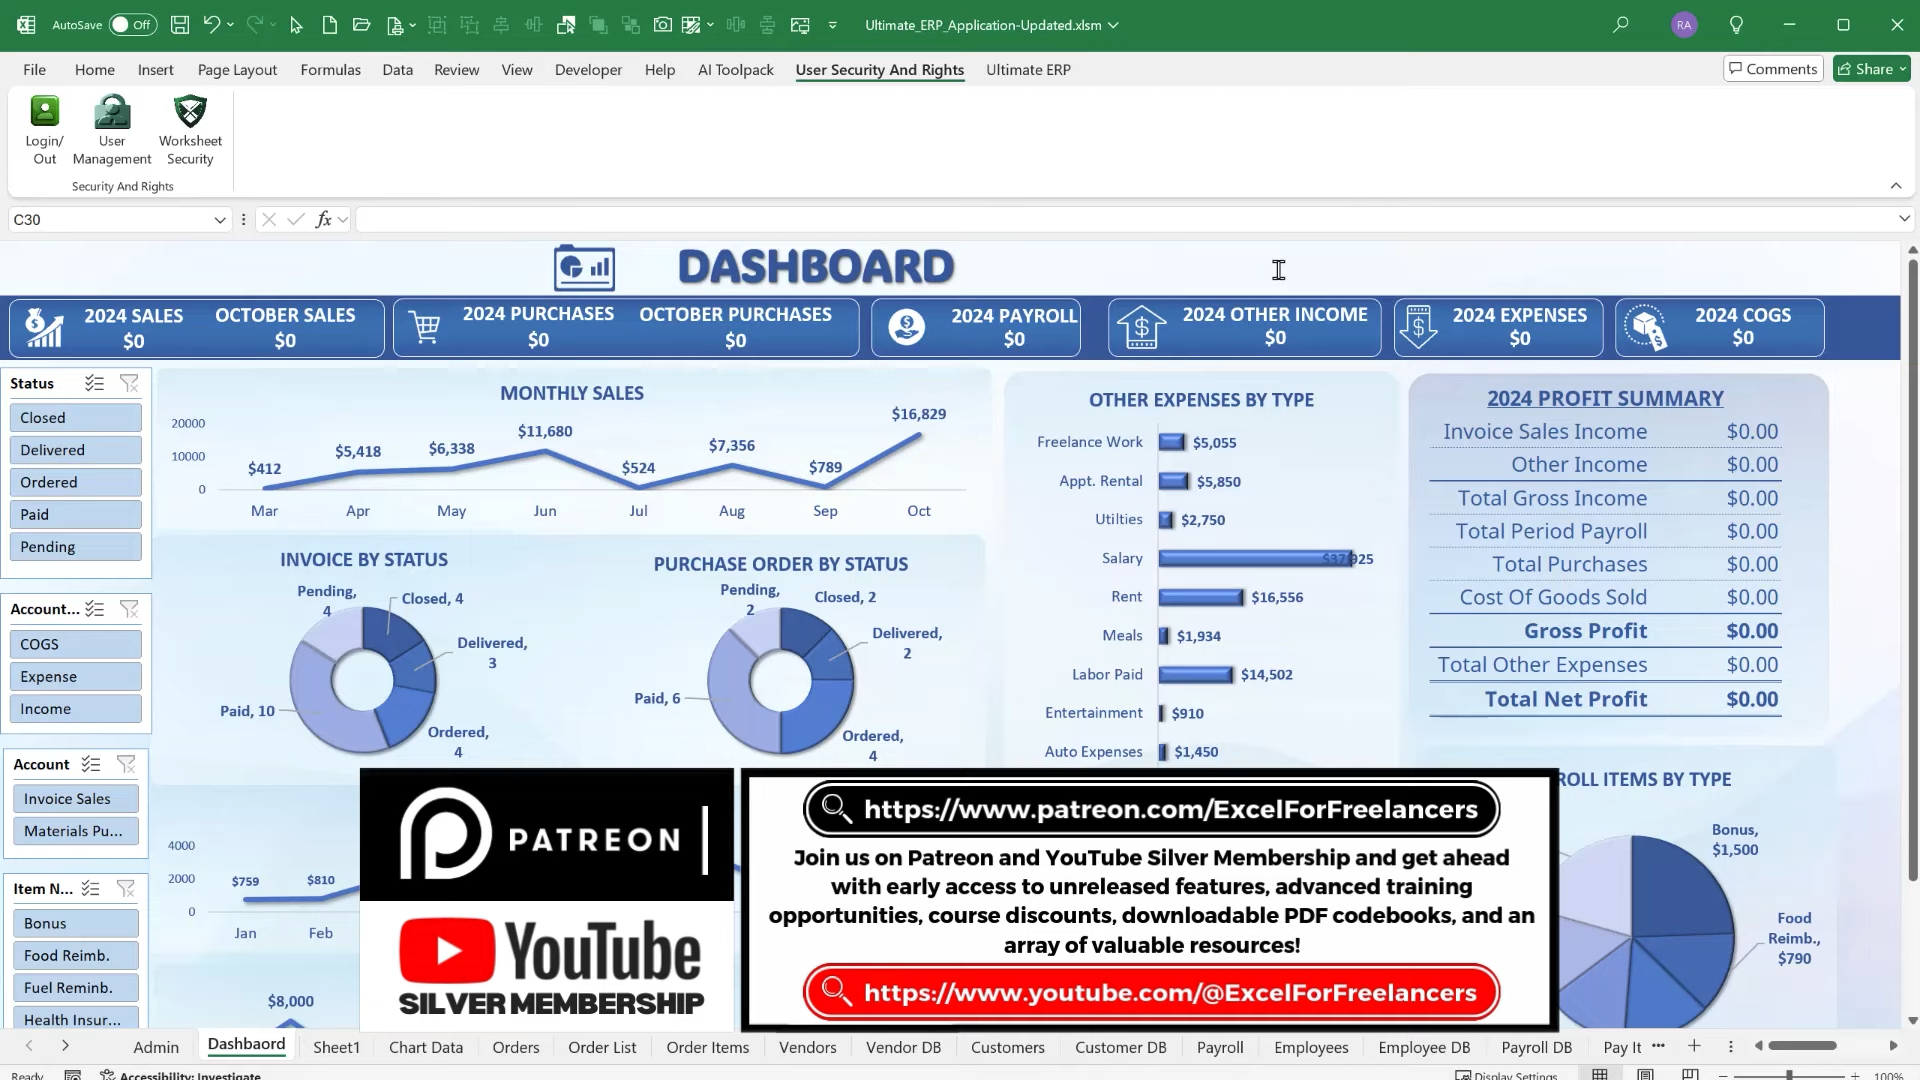 AutoSave Off Ultimate_ERP_Application-Updated.xlsm RA
File Home Insert Page Layout Formulas Data Review View Developer Help AI Toolpack User Security And Rights Ultimate ERP Comments Share
Login/ Out
User Management
Worksheet Security
Security And Rights
C30 fx
DASHBOARD
2024 SALES OCTOBER SALES 2024 PURCHASES OCTOBER PURCHASES 2024 PAYROLL 2024 OTHER INCOME 2024 EXPENSES 2024 COGS
$0 $0 $0 $0 $0 $0 $0 $0
Status
Closed
Delivered
Ordered
Paid
Pending
Account...
COGS
Expense
Income
Account
Invoice Sales
Materials Pu...
Item N...
Bonus
Food Reimb.
Fuel Reminb.
Health Insur...
MONTHLY SALES
20000
10000
0
$412 $5,418 $6,338 $11,680 $524 $7,356 $789 $16,829
Mar Apr May Jun Jul Aug Sep Oct
INVOICE BY STATUS
Pending, 4
Closed, 4
Delivered, 3
Paid, 10
Ordered, 4
PURCHASE ORDER BY STATUS
Pending, 2
Closed, 2
Delivered, 2
Paid, 6
Ordered, 4
4000
2000
0
$759 $810
Jan Feb
$8,000
OTHER EXPENSES BY TYPE
Freelance Work $5,055
Appt. Rental $5,850
Utilties $2,750
Salary $37,925
Rent $16,556
Meals $1,934
Labor Paid $14,502
Entertainment $910
Auto Expenses $1,450
2024 PROFIT SUMMARY
Invoice Sales Income $0.00
Other Income $0.00
Total Gross Income $0.00
Total Period Payroll $0.00
Total Purchases $0.00
Cost Of Goods Sold $0.00
Gross Profit $0.00
Total Other Expenses $0.00
Total Net Profit $0.00
ROLL ITEMS BY TYPE
Bonus, $1,500
Food Reimb., $790
PATREON
YouTube
SILVER MEMBERSHIP
https://www.patreon.com/ExcelForFreelancers
Join us on Patreon and YouTube Silver Membership and get ahead
with early access to unreleased features, advanced training
opportunities, course discounts, downloadable PDF codebooks, and an
array of valuable resources!
https://www.youtube.com/@ExcelForFreelancers
Admin Dashbaord Sheet1 Chart Data Orders Order List Order Items Vendors Vendor DB Customers Customer DB Payroll Employees Employee DB Payroll DB Pay It
Ready Accessibility: Investigate Display Settings 100%